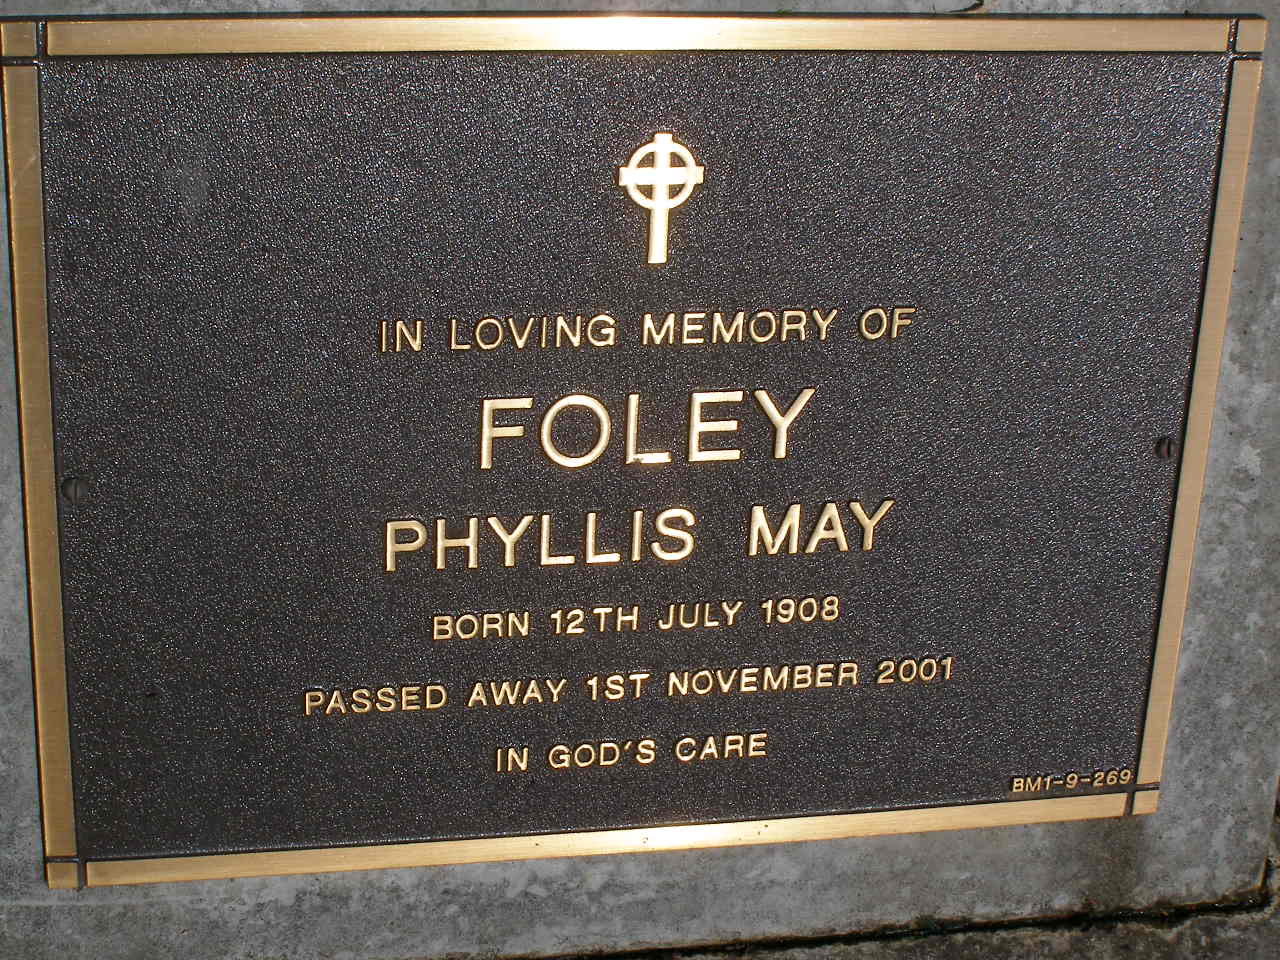 IN LOVING MEMORY OF
FOLEY
PHYLLIS MAY
BORN 12TH JULY 1908
PASSED AWAY 1ST NOVEMBER 2001
IN GOD'S CARE
BM1-9-269